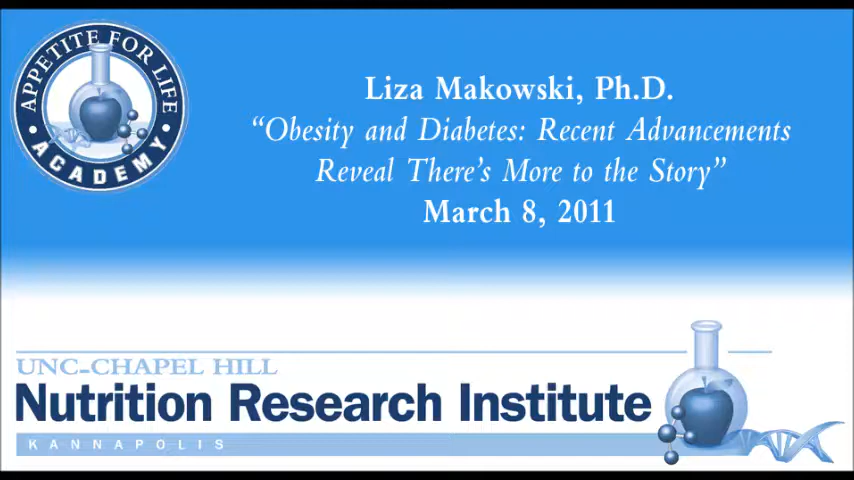 APPETITE FOR LIFE
• ACADEMY •
Liza Makowski, Ph.D.
“Obesity and Diabetes: Recent Advancements
Reveal There’s More to the Story”
March 8, 2011
UNC-CHAPEL HILL
Nutrition Research Institute
KANNAPOLIS